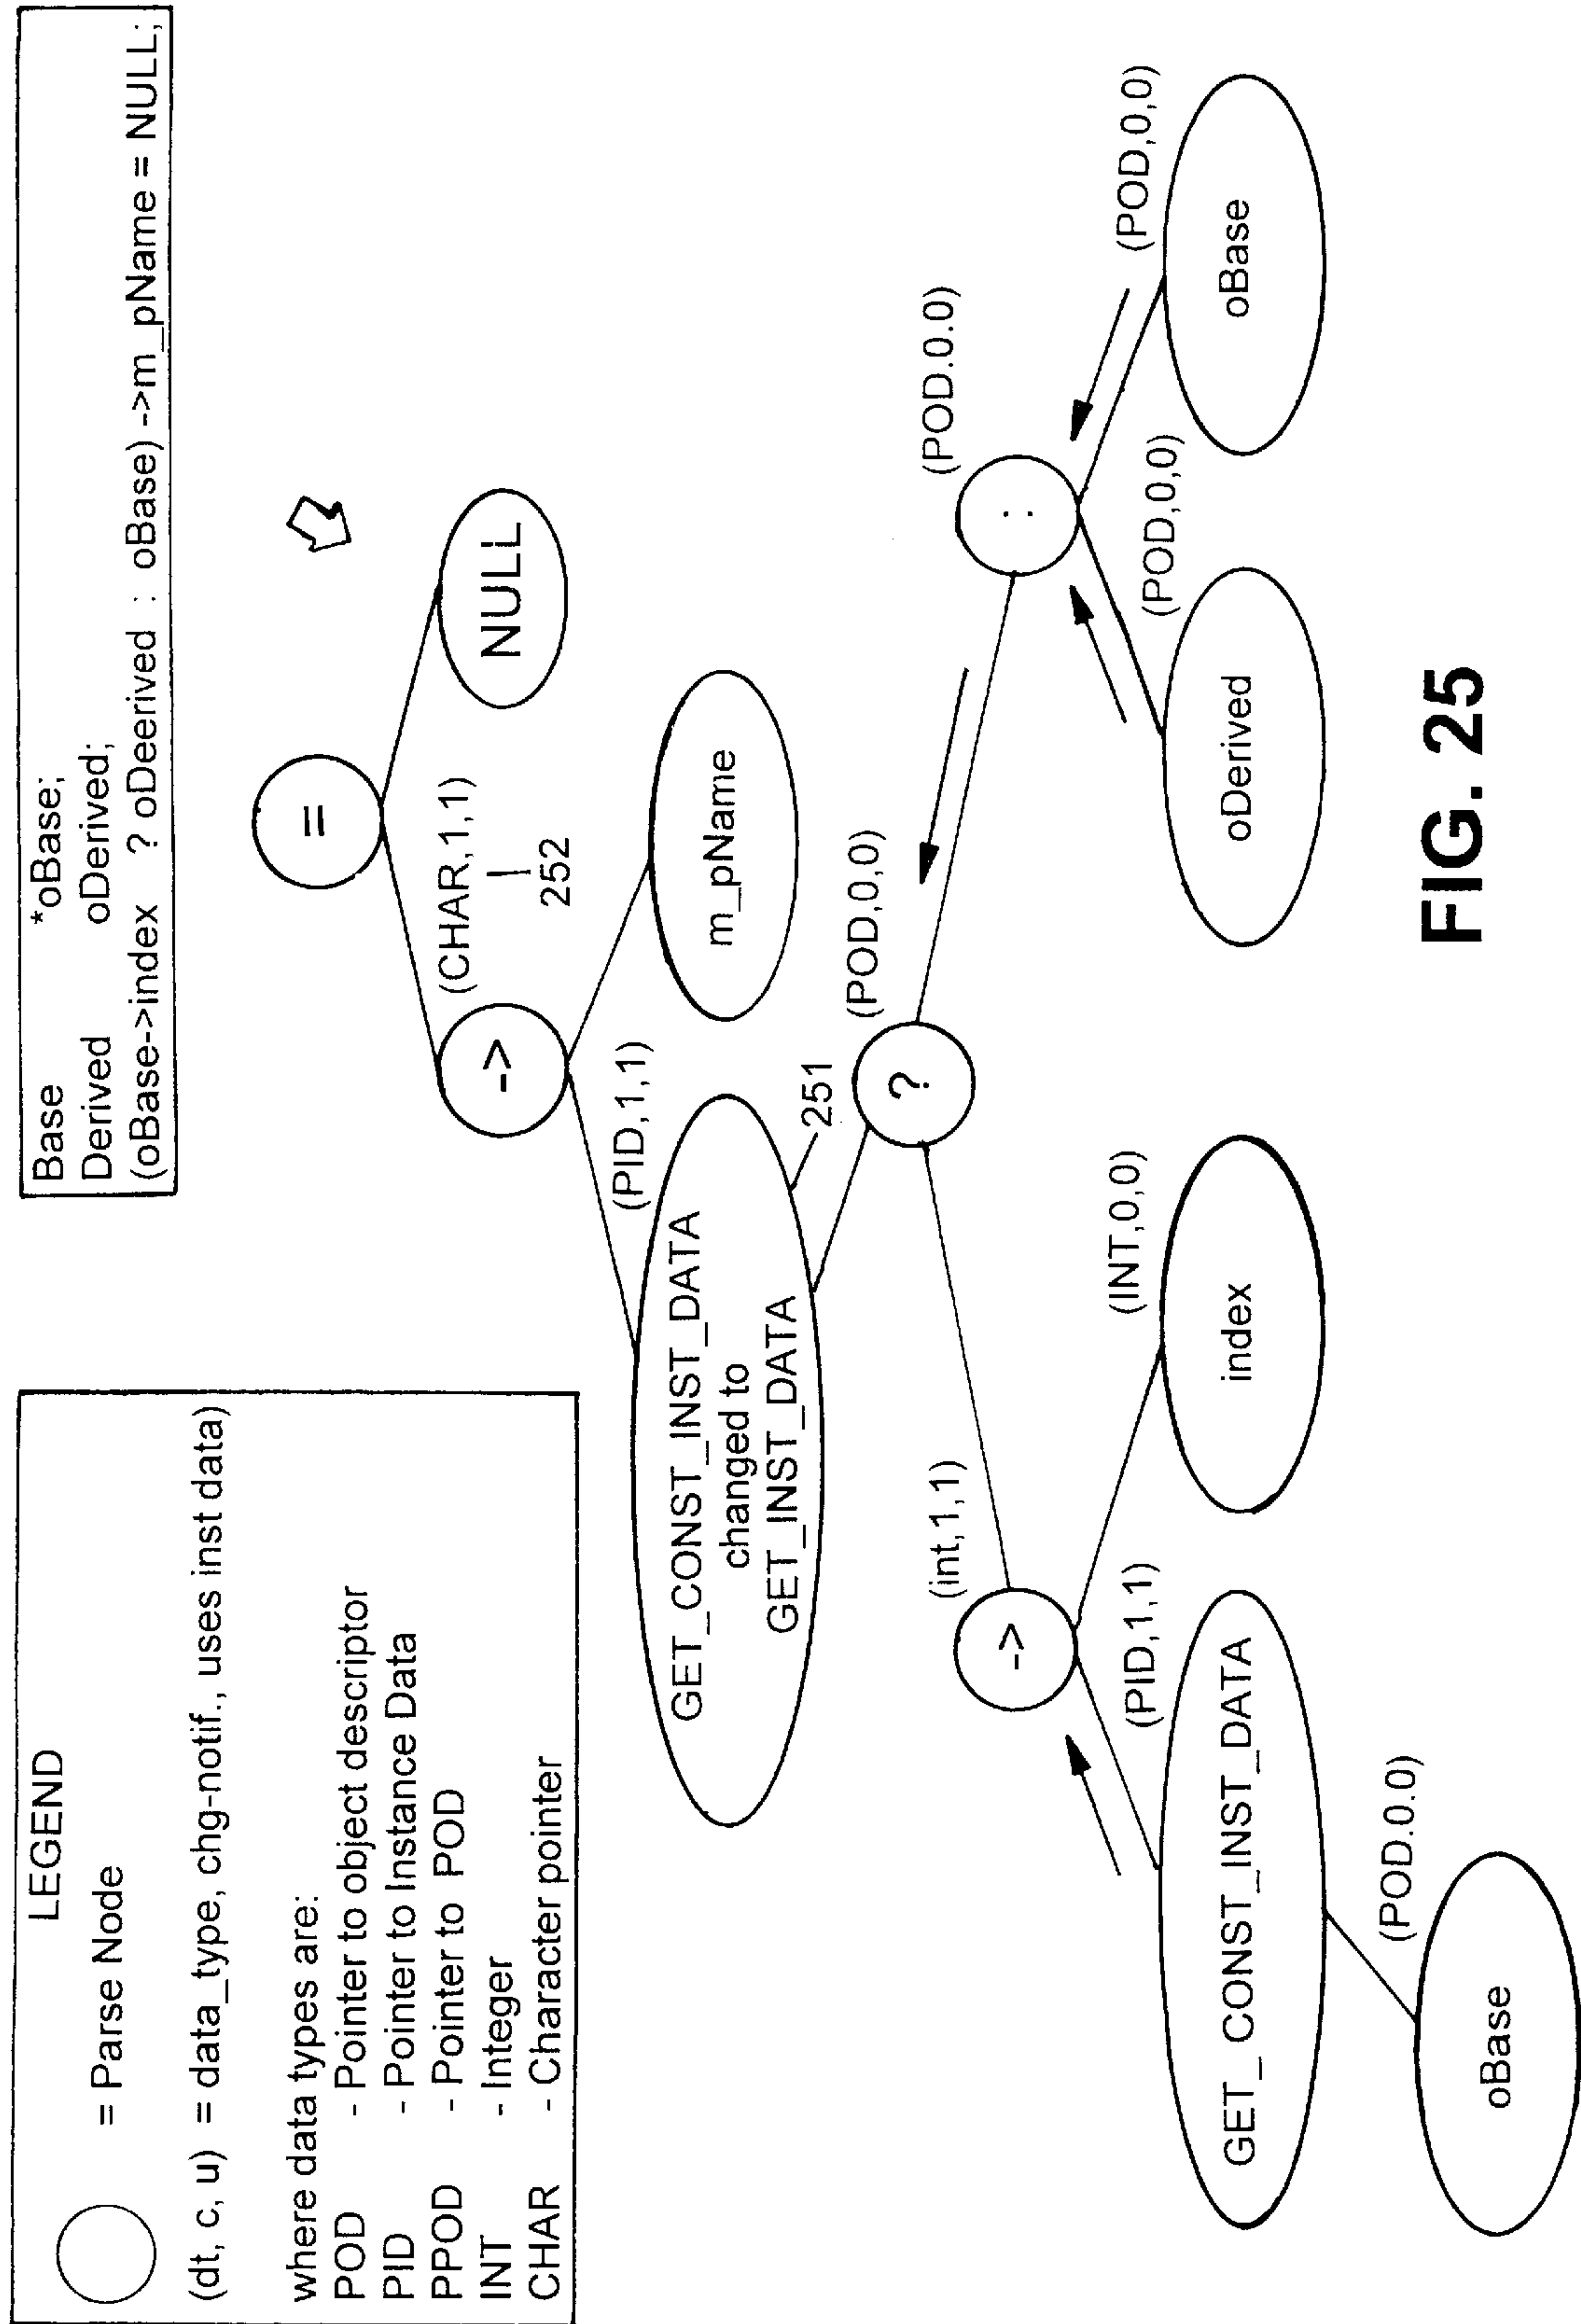 LEGEND
= Parse Node
(dt, c, u) = data_type, chg-notif., uses inst data)
where data types are:
POD - Pointer to object descriptor
PID - Pointer to Instance Data
PPOD - Pointer to POD
INT - Integer
CHAR - Character pointer
Base *oBase;
Derived oDerived;
(oBase->index ? oDeerived : oBase) ->m_pName = NULL;
=
(CHAR,1,1)
252
->
NULL
(PID,1,1)
GET_CONST_INST_DATA
changed to
GET_INST_DATA
m_pName
251
(POD,0,0)
?
(int,1,1)
->
(POD.0.0)
:
(PID,1,1)
(INT,0,0)
(POD,0,0)
(POD,0,0)
GET_CONST_INST_DATA
index
oDerived
oBase
(POD.0.0)
oBase
FIG. 25